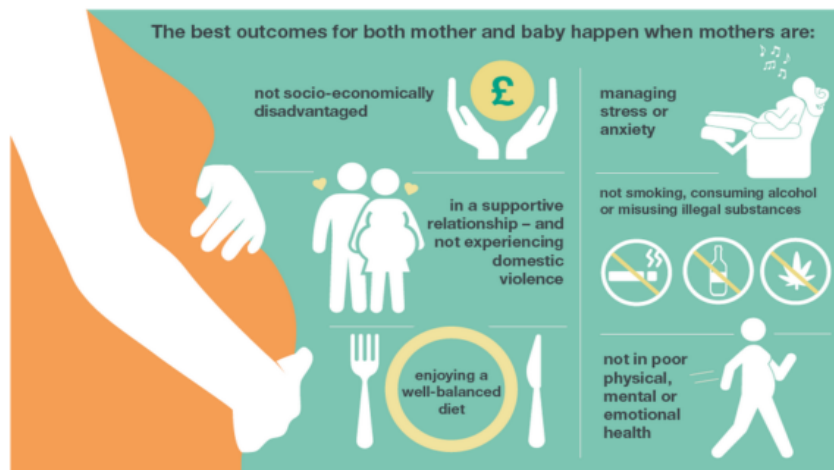 The best outcomes for both mother and baby happen when mothers are:
not socio-economically
disadvantaged
£
managing
stress or
anxiety
in a supportive
relationship – and
not experiencing
domestic
violence
not smoking, consuming alcohol
or misusing illegal substances
enjoying a
well-balanced
diet
not in poor
physical,
mental or
emotional
health